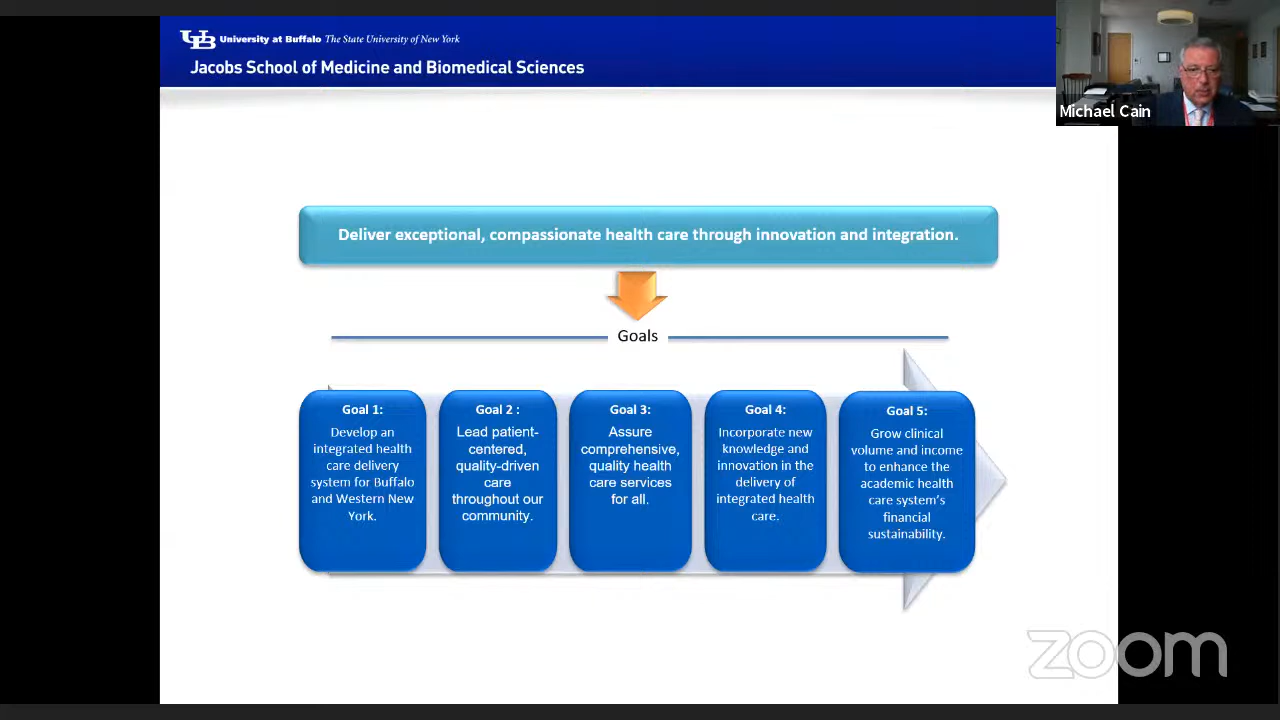 UB University at Buffalo The State University of New York
Jacobs School of Medicine and Biomedical Sciences
Michael Cain
Deliver exceptional, compassionate health care through innovation and integration.
Goals
Goal 1:
Develop an
integrated health
care delivery
system for Buffalo
and Western New
York.
Goal 2 :
Lead patient-
centered,
quality-driven
care
throughout our
community.
Goal 3:
Assure
comprehensive,
quality health
care services
for all.
Goal 4:
Incorporate new
knowledge and
innovation in the
delivery of
integrated health
care.
Goal 5:
Grow clinical
volume and income
to enhance the
academic health
care system's
financial
sustainability.
zoom